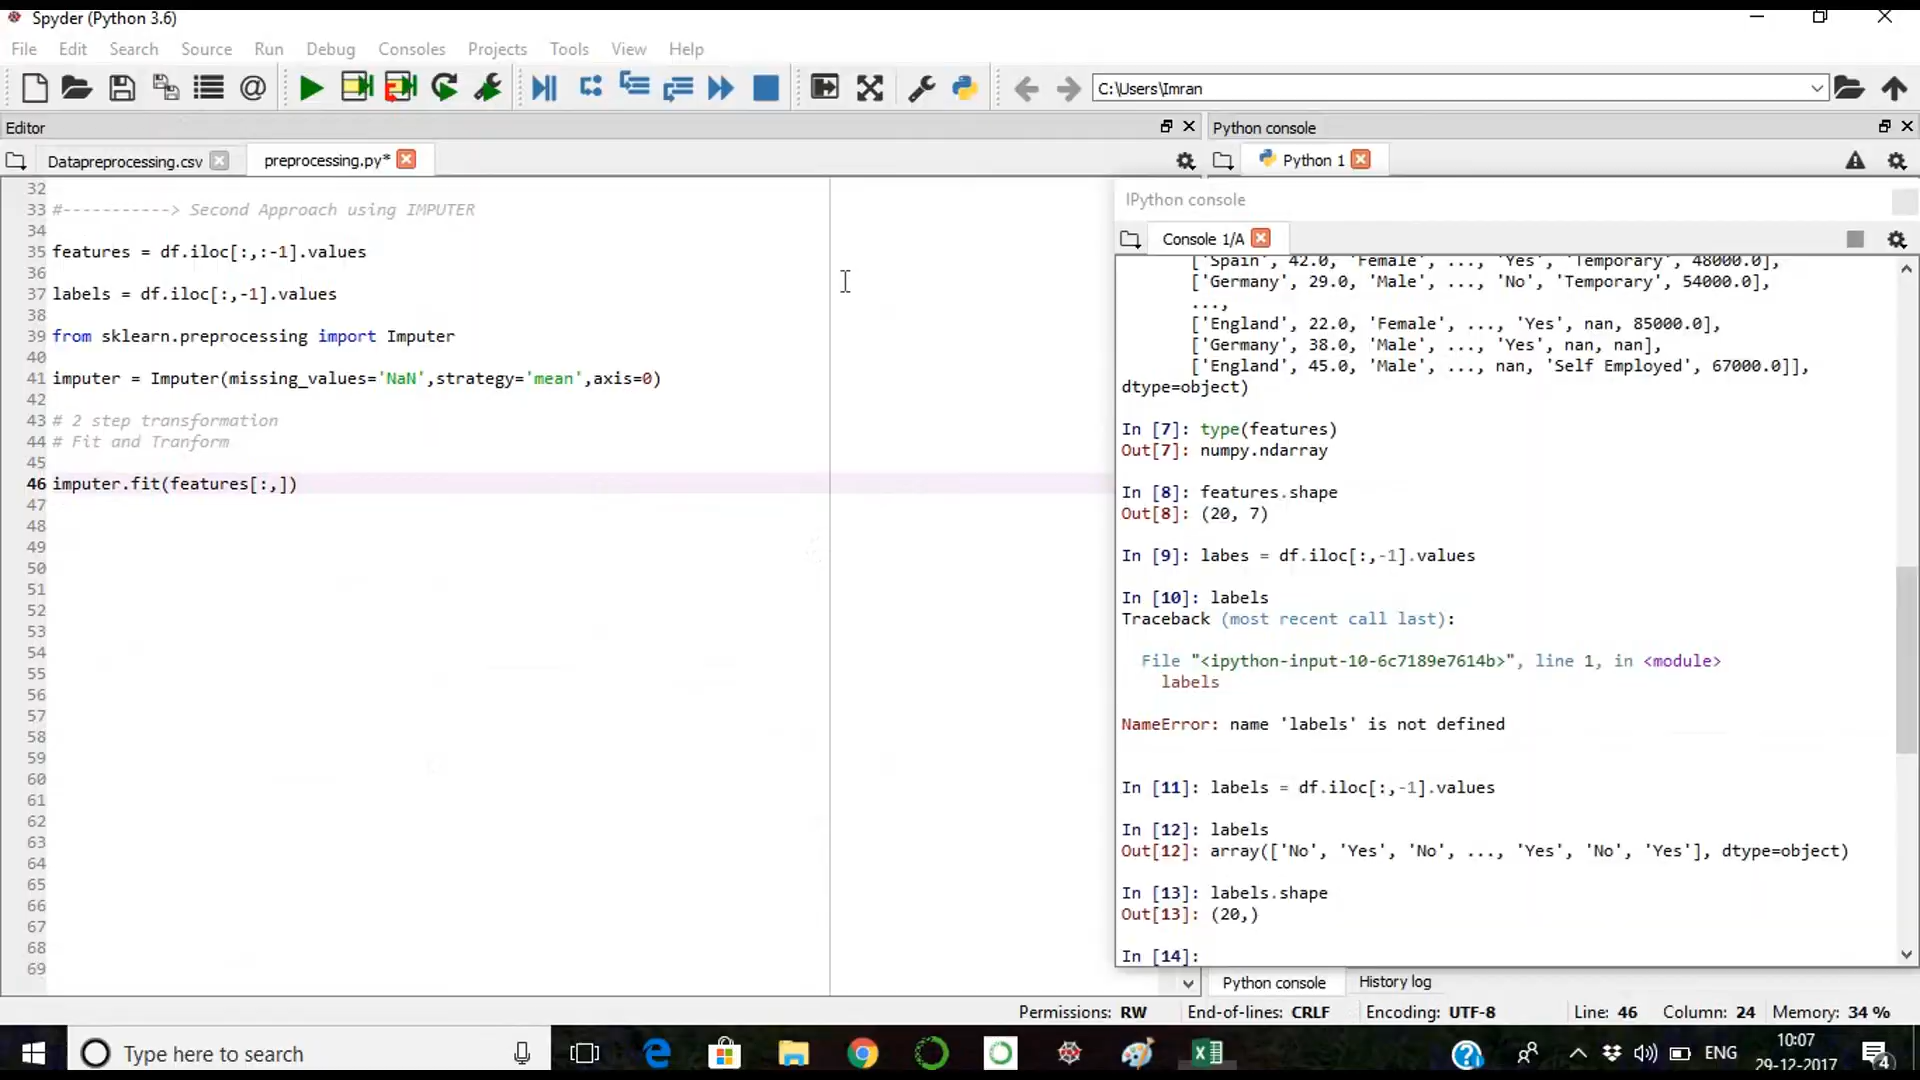 Spyder (Python 3.6)
File Edit Search Source Run Debug Consoles Projects Tools View Help
C:\Users\Imran
Editor
Python console
Datapreprocessing.csv
preprocessing.py*
Python 1
IPython console
Console 1/A
32
33 #-----------> Second Approach using IMPUTER
34
35 features = df.iloc[:,:-1].values
36
37 labels = df.iloc[:,-1].values
38
39 from sklearn.preprocessing import Imputer
40
41 imputer = Imputer(missing_values='NaN',strategy='mean',axis=0)
42
43 # 2 step transformation
44 # Fit and Tranform
45
46 imputer.fit(features[:,])
47
48
49
50
51
52
53
54
55
56
57
58
59
60
61
62
63
64
65
66
67
68
69
['Spain', 42.0, 'Female', ..., 'Yes', 'Temporary', 48000.0],
['Germany', 29.0, 'Male', ..., 'No', 'Temporary', 54000.0],
...,
['England', 22.0, 'Female', ..., 'Yes', nan, 85000.0],
['Germany', 38.0, 'Male', ..., 'Yes', nan, nan],
['England', 45.0, 'Male', ..., nan, 'Self Employed', 67000.0]],
dtype=object)
In [7]: type(features)
Out[7]: numpy.ndarray
In [8]: features.shape
Out[8]: (20, 7)
In [9]: labes = df.iloc[:,-1].values
In [10]: labels
Traceback (most recent call last):
File "<ipython-input-10-6c7189e7614b>", line 1, in <module>
labels
NameError: name 'labels' is not defined
In [11]: labels = df.iloc[:,-1].values
In [12]: labels
Out[12]: array(['No', 'Yes', 'No', ..., 'Yes', 'No', 'Yes'], dtype=object)
In [13]: labels.shape
Out[13]: (20,)
In [14]:
Python console
History log
Permissions: RW End-of-lines: CRLF Encoding: UTF-8 Line: 46 Column: 24 Memory: 34 %
Type here to search
ENG
10:07
29-12-2017
4